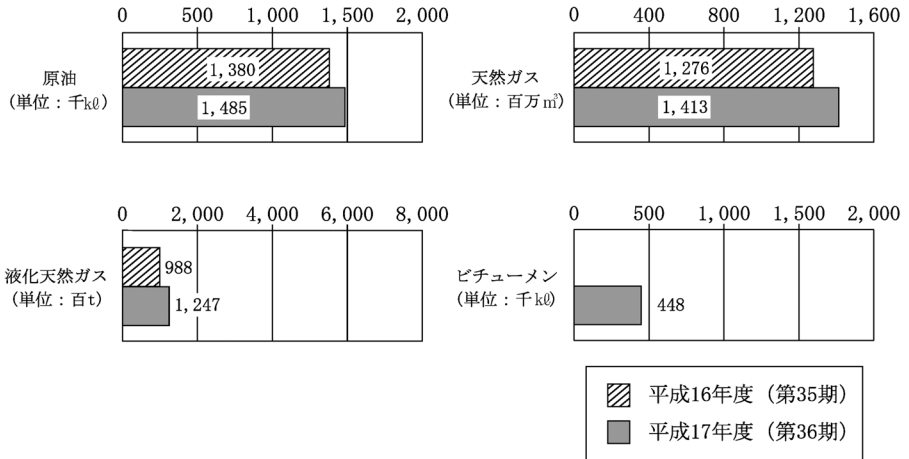 0 500 1,000 1,500 2,000
原油
(単位：千kℓ)
1,380
1,485
0 400 800 1,200 1,600
天然ガス
(単位：百万㎥)
1,276
1,413
0 2,000 4,000 6,000 8,000
液化天然ガス
(単位：百t)
988
1,247
0 500 1,000 1,500 2,000
ビチューメン
(単位：千kℓ)
448
平成16年度（第35期）
平成17年度（第36期）